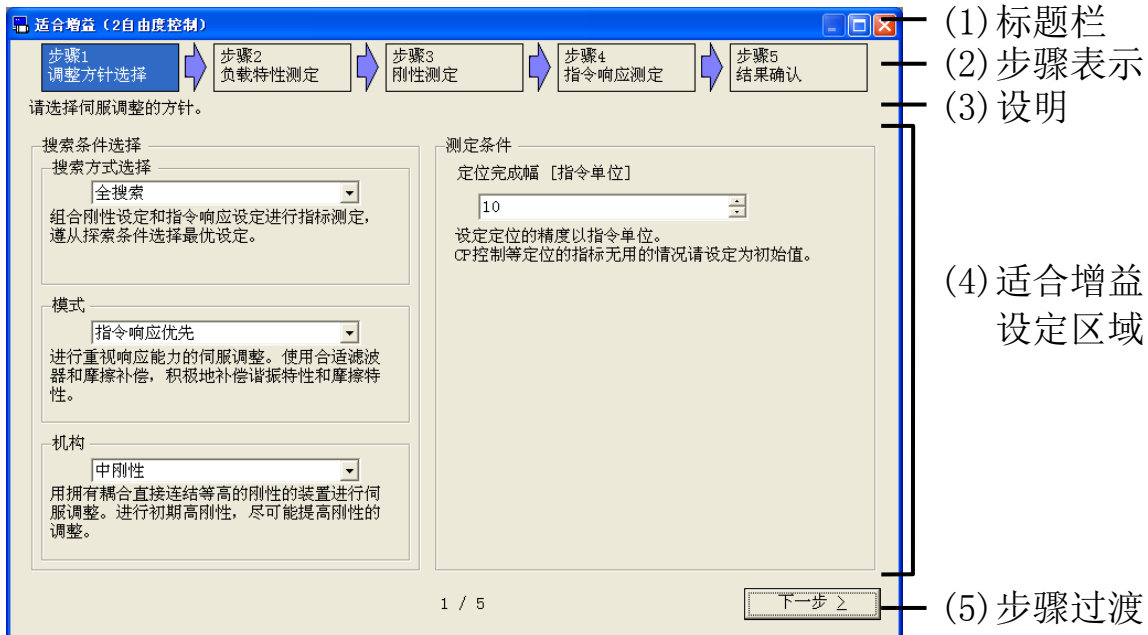 适合增益（2自由度控制）
(1)标题栏
步骤1
调整方针选择
步骤2
负载特性测定
步骤3
刚性测定
步骤4
指令响应测定
步骤5
结果确认
(2)步骤表示
请选择伺服调整的方针。
(3)设明
搜索条件选择
搜索方式选择
全搜索
组合刚性设定和指令响应设定进行指标测定，
遵从探索条件选择最优设定。
模式
指令响应优先
进行重视响应能力的伺服调整。使用合适滤波
器和摩擦补偿，积极地补偿谐振特性和摩擦特
性。
机构
中刚性
用拥有耦合直接连结等高的刚性的装置进行伺
服调整。进行初期高刚性，尽可能提高刚性的
调整。
测定条件
定位完成幅 [指令单位]
10
设定定位的精度以指令单位。
CP控制等定位的指标无用的情况请设定为初始值。
(4)适合增益
设定区域
1 / 5
下一步 >
(5)步骤过渡